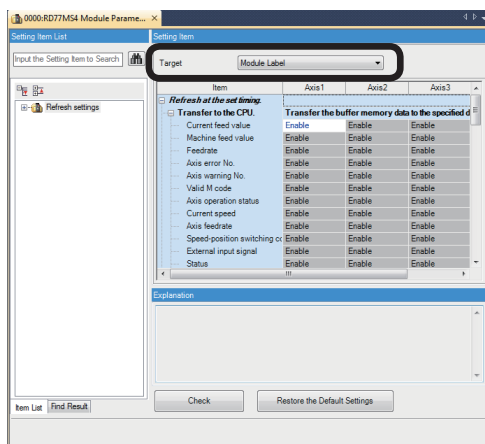 0000:RD77MS4 Module Parame...
Setting Item List
Input the Setting Item to Search
Refresh settings
Item List
Find Result
Setting Item
Target
Module Label
Item Axis1 Axis2 Axis3
Refresh at the set timing.
Transfer to the CPU. Transfer the buffer memory data to the specified d
Current feed value Enable Enable Enable
Machine feed value Enable Enable Enable
Feedrate Enable Enable Enable
Axis error No. Enable Enable Enable
Axis warning No. Enable Enable Enable
Valid M code Enable Enable Enable
Axis operation status Enable Enable Enable
Current speed Enable Enable Enable
Axis feedrate Enable Enable Enable
Speed-position switching co Enable Enable Enable
External input signal Enable Enable Enable
Status Enable Enable Enable
Explanation
Check
Restore the Default Settings